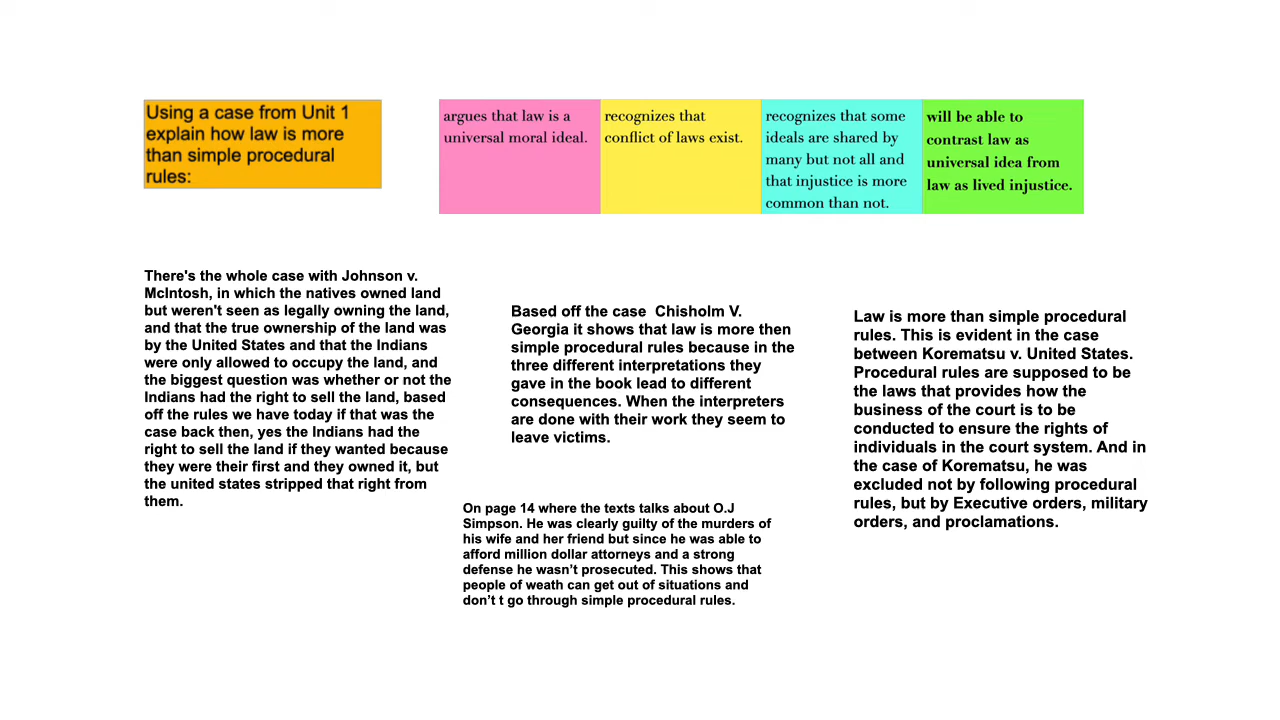 Using a case from Unit 1
explain how law is more
than simple procedural
rules:
argues that law is a
universal moral ideal.
recognizes that
conflict of laws exist.
recognizes that some
ideals are shared by
many but not all and
that injustice is more
common than not.
will be able to
contrast law as
universal idea from
law as lived injustice.
There's the whole case with Johnson v.
McIntosh, in which the natives owned land
but weren't seen as legally owning the land,
and that the true ownership of the land was
by the United States and that the Indians
were only allowed to occupy the land, and
the biggest question was whether or not the
Indians had the right to sell the land, based
off the rules we have today if that was the
case back then, yes the Indians had the
right to sell the land if they wanted because
they were their first and they owned it, but
the united states stripped that right from
them.
Based off the case  Chisholm V.
Georgia it shows that law is more then
simple procedural rules because in the
three different interpretations they
gave in the book lead to different
consequences. When the interpreters
are done with their work they seem to
leave victims.
On page 14 where the texts talks about O.J
Simpson. He was clearly guilty of the murders of
his wife and her friend but since he was able to
afford million dollar attorneys and a strong
defense he wasn't prosecuted. This shows that
people of weath can get out of situations and
don't t go through simple procedural rules.
Law is more than simple procedural
rules. This is evident in the case
between Korematsu v. United States.
Procedural rules are supposed to be
the laws that provides how the
business of the court is to be
conducted to ensure the rights of
individuals in the court system. And in
the case of Korematsu, he was
excluded not by following procedural
rules, but by Executive orders, military
orders, and proclamations.